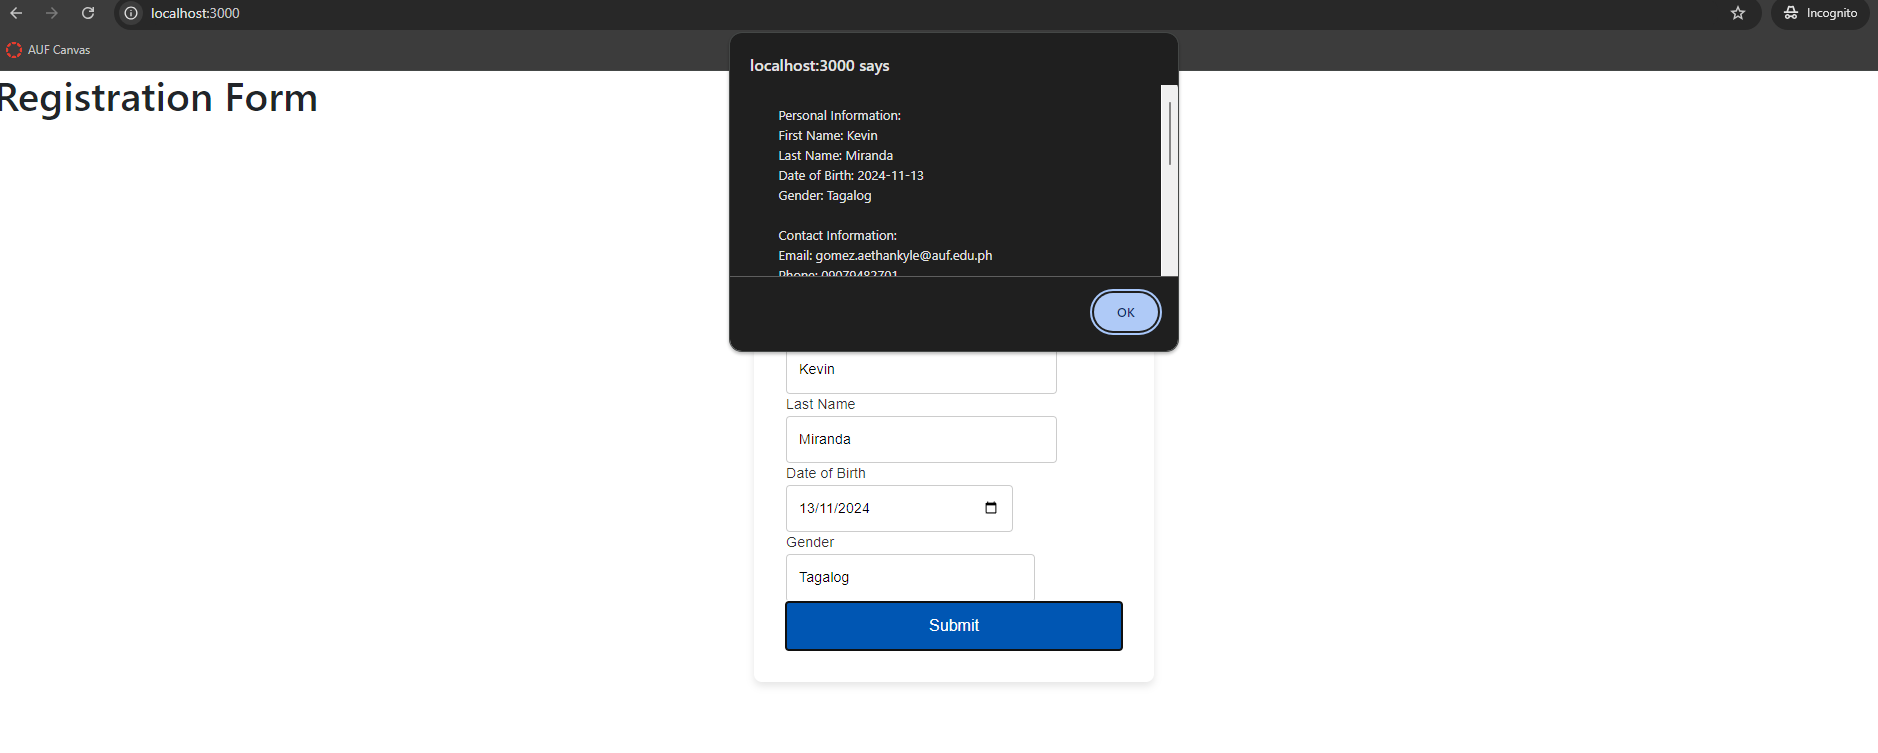 localhost:3000
Incognito
AUF Canvas
Registration Form
localhost:3000 says
Personal Information:
First Name: Kevin
Last Name: Miranda
Date of Birth: 2024-11-13
Gender: Tagalog
Contact Information:
Email: gomez.aethankyle@auf.edu.ph
Phone: 09079482701
OK
Kevin
Last Name
Miranda
Date of Birth
13/11/2024
Gender
Tagalog
Submit